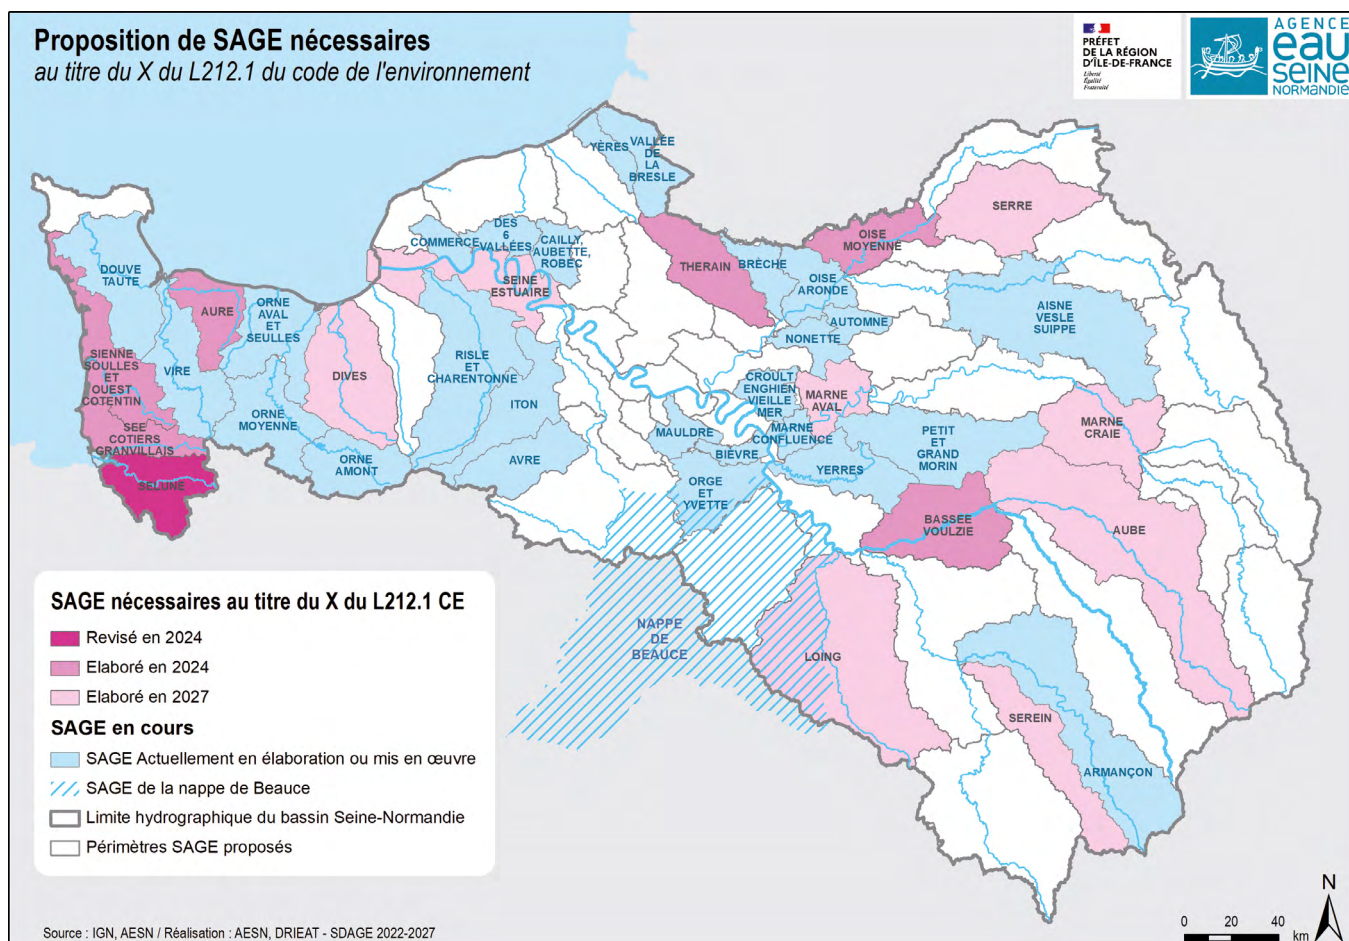 Proposition de SAGE nécessaires
au titre du X du L212.1 du code de l'environnement
PRÉFET
DE LA RÉGION
D'ÎLE-DE-FRANCE
Liberté
Égalité
Fraternité
AGENCE
eau
SEINE
NORMANDIE
YÈRES
VALLÉE
DE
LA
BRESLE
SERRE
OISE
MOYENNE
COMMERCE
DES
6
VALLÉES
CAILLY,
AUBETTE,
ROBEC
THERAIN
BRÈCHE
DOUVE
TAUTE
SEINE
ESTUAIRE
OISE
ARONDE
AISNE
VESLE
SUIPPE
AURE
ORNE
AVAL
ET
SEULLES
AUTOMNE
NONETTE
SIENNE
SOULLES
ET
OUEST
COTENTIN
VIRE
DIVES
RISLE
ET
CHARENTONNE
CROULT
ENGHIEN
VIEILLE
MER
MARNE
AVAL
ITON
ORNE
MOYENNE
MAULDRE
MARNE
CONFLUENCE
PETIT
ET
GRAND
MORIN
MARNE
CRAIE
SEE
COTIERS
GRANVILLAIS
BIÈVRE
ORNE
AMONT
AVRE
YERRES
SELUNE
ORGE
ET
YVETTE
BASSEE
VOULZIE
AUBE
NAPPE
DE
BEAUCE
LOING
SEREIN
ARMANÇON
SAGE nécessaires au titre du X du L212.1 CE
Revisé en 2024
Elaboré en 2024
Elaboré en 2027
SAGE en cours
SAGE Actuellement en élaboration ou mis en œuvre
SAGE de la nappe de Beauce
Limite hydrographique du bassin Seine-Normandie
Périmètres SAGE proposés
Source : IGN, AESN / Réalisation : AESN, DRIEAT - SDAGE 2022-2027
0 20 40
km
N